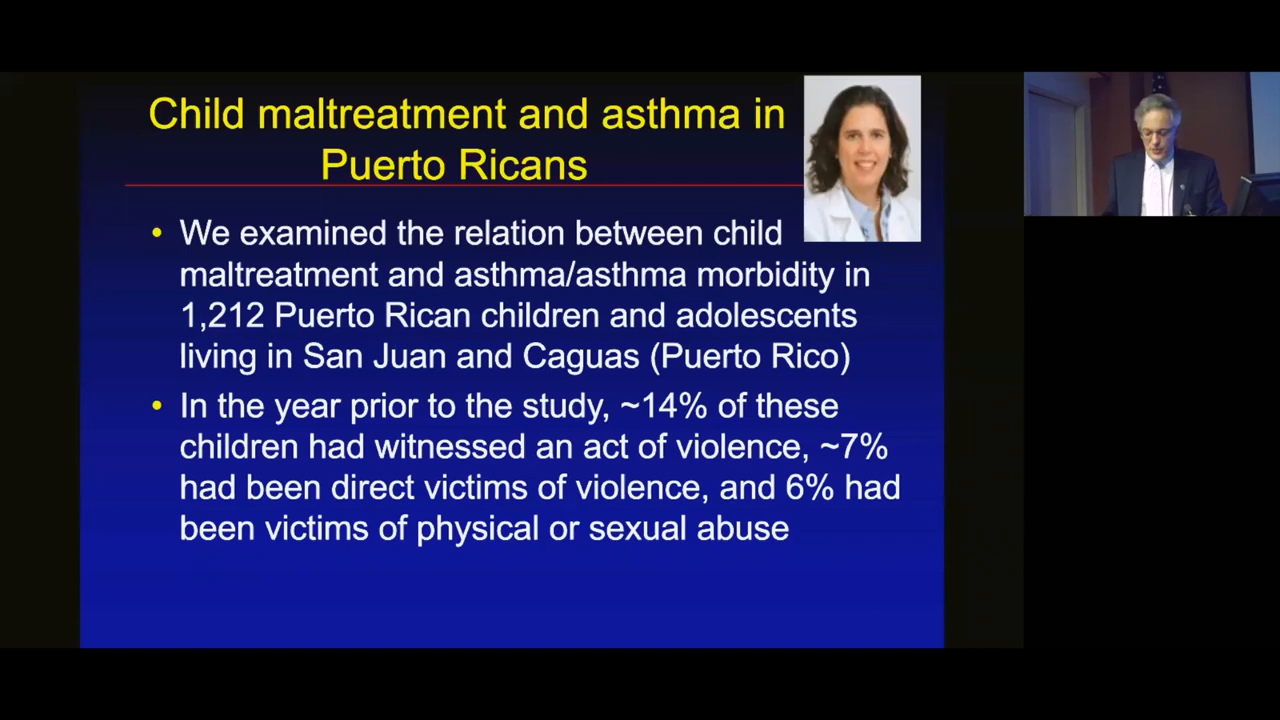 Child maltreatment and asthma in
Puerto Ricans
• We examined the relation between child
maltreatment and asthma/asthma morbidity in
1,212 Puerto Rican children and adolescents
living in San Juan and Caguas (Puerto Rico)
• In the year prior to the study, ~14% of these
children had witnessed an act of violence, ~7%
had been direct victims of violence, and 6% had
been victims of physical or sexual abuse